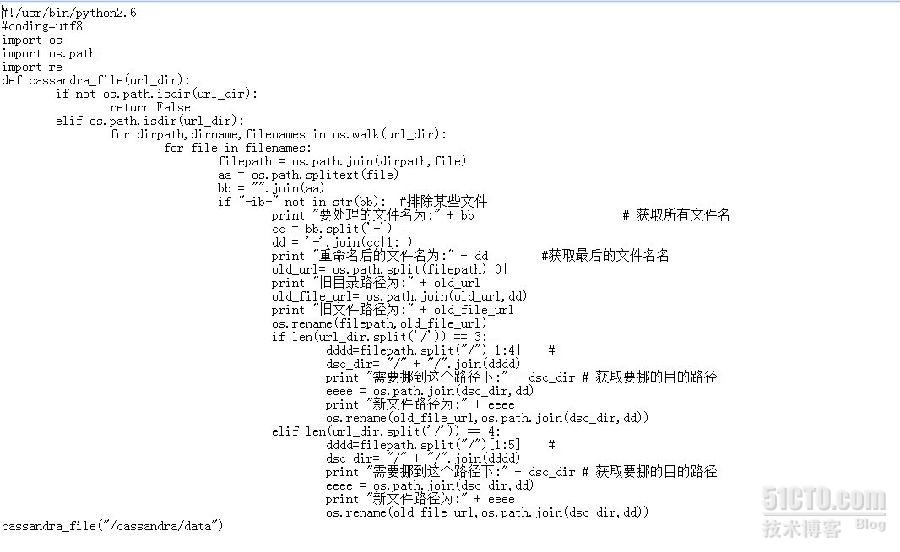 #!/usr/bin/python2.6
#coding=utf8
import os
import os.path
import re
def cassandra_file(url_dir):
if not os.path.isdir(url_dir):
return False
elif os.path.isdir(url_dir):
for dirpath,dirname,filenames in os.walk(url_dir):
for file in filenames:
filepath = os.path.join(dirpath,file)
aa = os.path.splitext(file)
bb = "".join(aa)
if "-ib-" not in str(bb): #排除某些文件
print "要处理的文件名为:" + bb # 获取所有文件名
cc = bb.split('-')
dd = '-'.join(cc[1:])
print "重命名后的文件名为:" + dd #获取最后的文件名名
old_url= os.path.split(filepath)[0]
print "旧目录路径为:" + old_url
old_file_url= os.path.join(old_url,dd)
print "旧文件路径为:" + old_file_url
os.rename(filepath,old_file_url)
if len(url_dir.split('/')) == 3:
dddd=filepath.split("/")[1:4] #
dsc_dir= "/" + "/".join(dddd)
print "需要挪到这个路径下:" + dsc_dir # 获取要挪的目的路径
eeee = os.path.join(dsc_dir,dd)
print "新文件路径为:" + eeee
os.rename(old_file_url,os.path.join(dsc_dir,dd))
elif len(url_dir.split('/')) == 4:
dddd=filepath.split("/")[1:5] #
dsc_dir= "/" + "/".join(dddd)
print "需要挪到这个路径下:" + dsc_dir # 获取要挪的目的路径
eeee = os.path.join(dsc_dir,dd)
print "新文件路径为:" + eeee
os.rename(old_file_url,os.path.join(dsc_dir,dd))
cassandra_file("/cassandra/data")
51CTO.com
技术博客 Blog